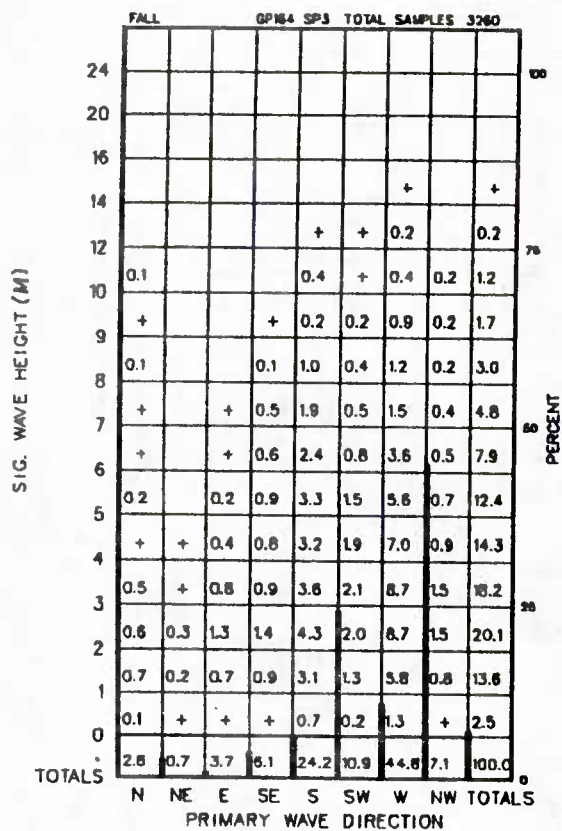 FALL GP164 SP3 TOTAL SAMPLES 3260
24 100
20
16
+ +
14
+ + 0.2 0.2
12 75
0.1 0.4 + 0.4 0.2 1.2
10
+ + 0.2 0.2 0.9 0.2 1.7
9
0.1 0.1 1.0 0.4 1.2 0.2 3.0
8
+ + 0.5 1.9 0.5 1.5 0.4 4.8
7 50
+ + 0.6 2.4 0.8 3.6 0.5 7.9
6
0.2 0.2 0.9 3.3 1.5 5.6 0.7 12.4
5
+ + 0.4 0.8 3.2 1.9 7.0 0.9 14.3
4
0.5 + 0.8 0.9 3.6 2.1 8.7 1.5 18.2
3 25
0.6 0.3 1.3 1.4 4.3 2.0 8.7 1.5 20.1
2
0.7 0.2 0.7 0.9 3.1 1.3 5.8 0.8 13.6
1
0.1 + + + 0.7 0.2 1.3 + 2.5
0
TOTALS 2.6 0.7 3.7 6.1 24.2 10.9 44.6 7.1 100.0 0
N NE E SE S SW W NW TOTALS
PRIMARY WAVE DIRECTION
SIG. WAVE HEIGHT (M)
PERCENT